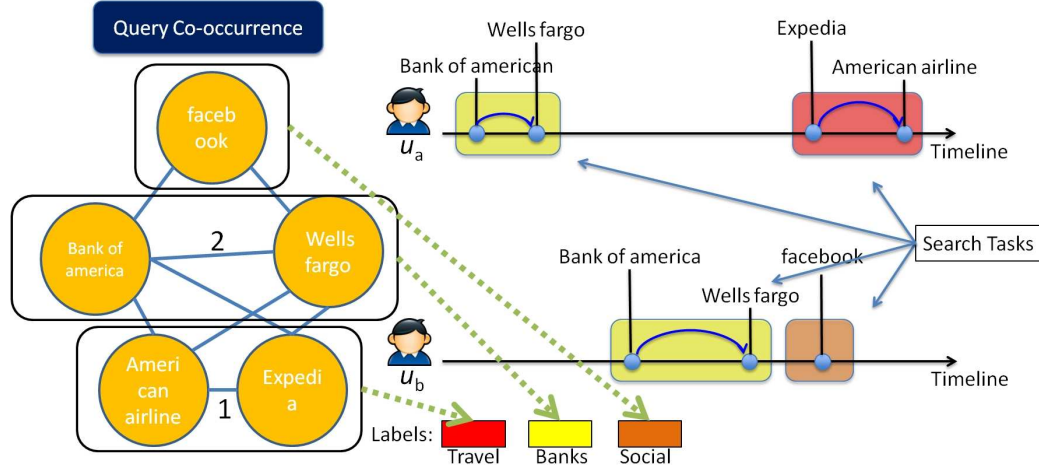 Query Co-occurrence
faceb
ook
Bank of
america
2
Wells
fargo
Ameri
can
airline
1
Expedi
a
Wells fargo
Bank of american
Expedia
American airline
u_a
Timeline
Search Tasks
Bank of america
facebook
Wells fargo
u_b
Timeline
Labels:
Travel
Banks
Social